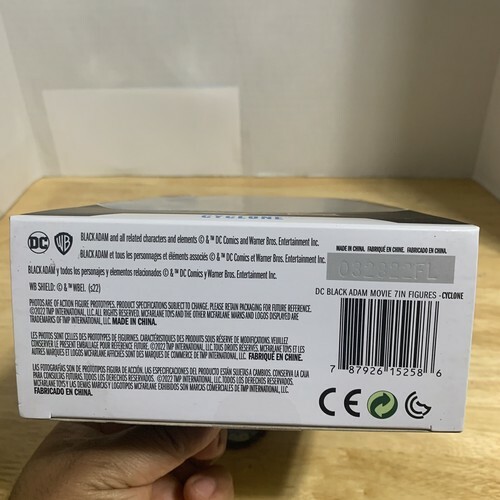 CYCLONE
DC WB
BLACK ADAM and all related characters and elements © & ™ DC Comics and Warner Bros. Entertainment Inc.
BLACK ADAM et tous les personnages et éléments associés © & ™ DC Comics et Warner Bros. Entertainment Inc.
BLACK ADAM y todos los personajes y elementos relacionados © & ™ DC Comics y Warner Bros. Entertainment Inc.
WB SHIELD: © & ™ WBEI. (s22)
PHOTOS ARE OF ACTION FIGURE PROTOTYPES. PRODUCT SPECIFICATIONS SUBJECT TO CHANGE. PLEASE RETAIN PACKAGING FOR FUTURE REFERENCE.
©2022 TMP INTERNATIONAL, LLC. ALL RIGHTS RESERVED. MCFARLANE TOYS AND THE OTHER MCFARLANE MARKS AND LOGOS DISPLAYED ARE
TRADEMARKS OF TMP INTERNATIONAL, LLC. MADE IN CHINA.
LES PHOTOS SONT CELLES DE PROTOTYPES DE FIGURINES. CARACTÉRISTIQUES DES PRODUITS SOUS RÉSERVE DE MODIFICATIONS. VEUILLEZ
CONSERVER LE PRÉSENT EMBALLAGE POUR RÉFÉRENCE FUTURE. ©2022 TMP INTERNATIONAL, LLC. TOUS DROITS RÉSERVÉS. MCFARLANE TOYS ET LES
AUTRES MARQUES ET LOGOS MCFARLANE AFFICHÉS SONT DES MARQUES DE COMMERCE DE TMP INTERNATIONAL, LLC. FABRIQUÉ EN CHINE.
LAS FOTOGRAFÍAS SON DE PROTOTIPOS DE FIGURA DE ACCIÓN. LAS ESPECIFICACIONES DEL PRODUCTO ESTÁN SUJETAS A CAMBIOS. CONSERVE LA CAJA
PARA CONSULTAS FUTURAS. ©2022 TMP INTERNATIONAL, LLC. TODOS LOS DERECHOS RESERVADOS.
MCFARLANE TOYS Y LAS DEMÁS MARCAS Y LOGOTIPOS MCFARLANE EXHIBIDOS SON MARCAS COMERCIALES DE TMP INTERNATIONAL, LLC.
FABRICADO EN CHINA.
MADE IN CHINA. FABRIQUÉ EN CHINE. FABRICADO EN CHINA.
032822FL
DC BLACK ADAM MOVIE 7IN FIGURES - CYCLONE
7 87926 15258 6
CE